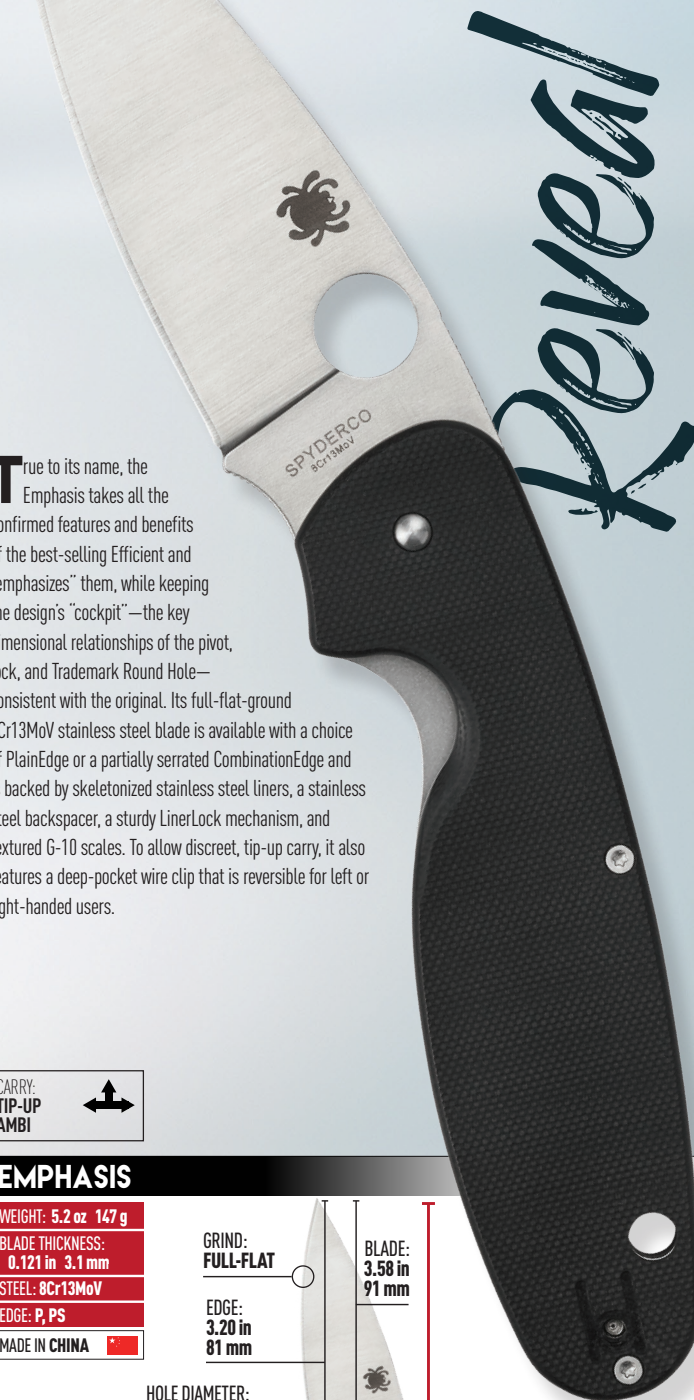 Reveal
SPYDERCO
8Cr13MoV
True to its name, the
Emphasis takes all the
onfirmed features and benefits
f the best-selling Efficient and
emphasizes" them, while keeping
he design's "cockpit"—the key
imensional relationships of the pivot,
ock, and Trademark Round Hole—
onsistent with the original. Its full-flat-ground
Cr13MoV stainless steel blade is available with a choice
f PlainEdge or a partially serrated CombinationEdge and
s backed by skeletonized stainless steel liners, a stainless
teel backspacer, a sturdy LinerLock mechanism, and
extured G-10 scales. To allow discreet, tip-up carry, it also
eatures a deep-pocket wire clip that is reversible for left or
ight-handed users.
CARRY:
TIP-UP
AMBI
EMPHASIS
WEIGHT: 5.2 oz 147 g
BLADE THICKNESS:
0.121 in 3.1 mm
STEEL: 8Cr13MoV
EDGE: P, PS
MADE IN CHINA
GRIND:
FULL-FLAT
EDGE:
3.20 in
81 mm
BLADE:
3.58 in
91 mm
HOLE DIAMETER: